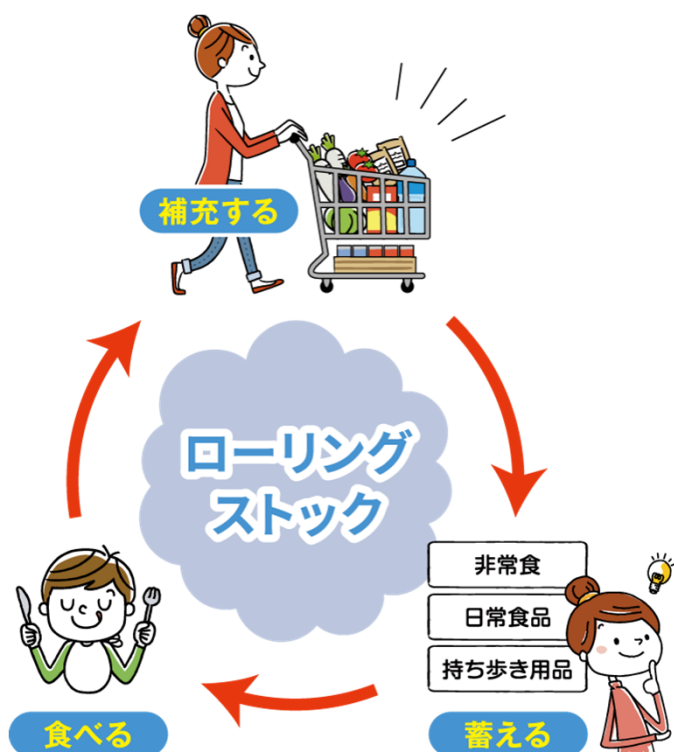 補充する
ローリング
ストック
非常食
日常食品
持ち歩き用品
食べる
蓄える